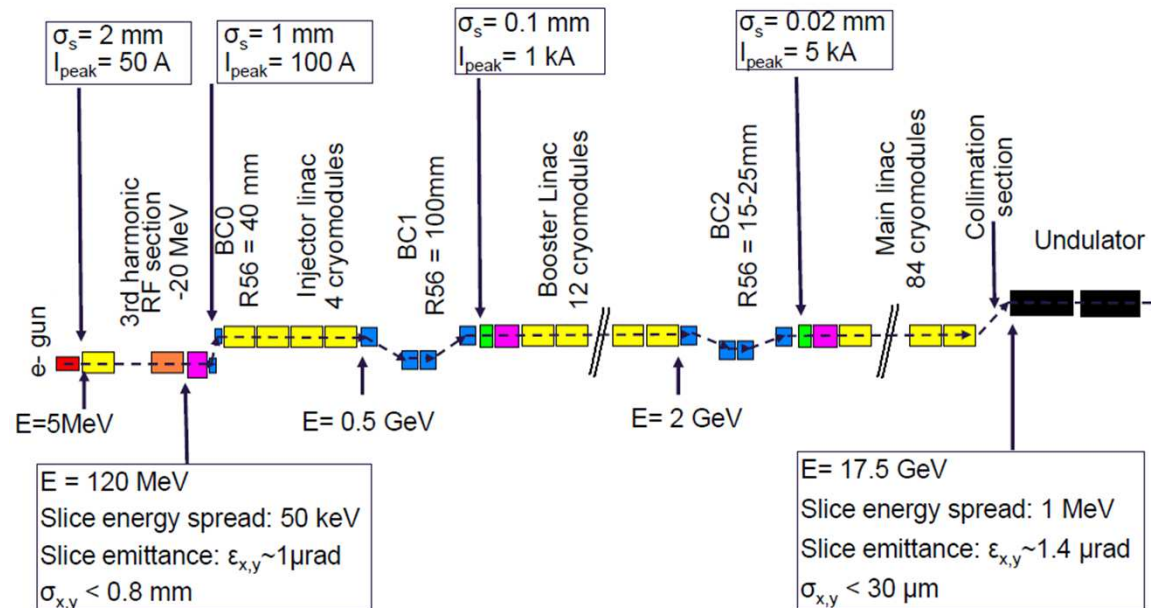 σs= 2 mm
Ipeak= 50 A
σs= 1 mm
Ipeak= 100 A
σs= 0.1 mm
Ipeak= 1 kA
σs= 0.02 mm
Ipeak= 5 kA
e- gun
3rd harmonic
RF section
-20 MeV
BC0
R56 = 40 mm
Injector linac
4 cryomodules
BC1
R56 = 100mm
Booster Linac
12 cryomodules
BC2
R56 = 15-25mm
Main linac
84 cryomodules
Collimation
section
Undulator
E=5MeV
E= 0.5 GeV
E= 2 GeV
E = 120 MeV
Slice energy spread: 50 keV
Slice emittance: εx,y~1μrad
σx,y < 0.8 mm
E= 17.5 GeV
Slice energy spread: 1 MeV
Slice emittance: εx,y~1.4 μrad
σx,y < 30 μm